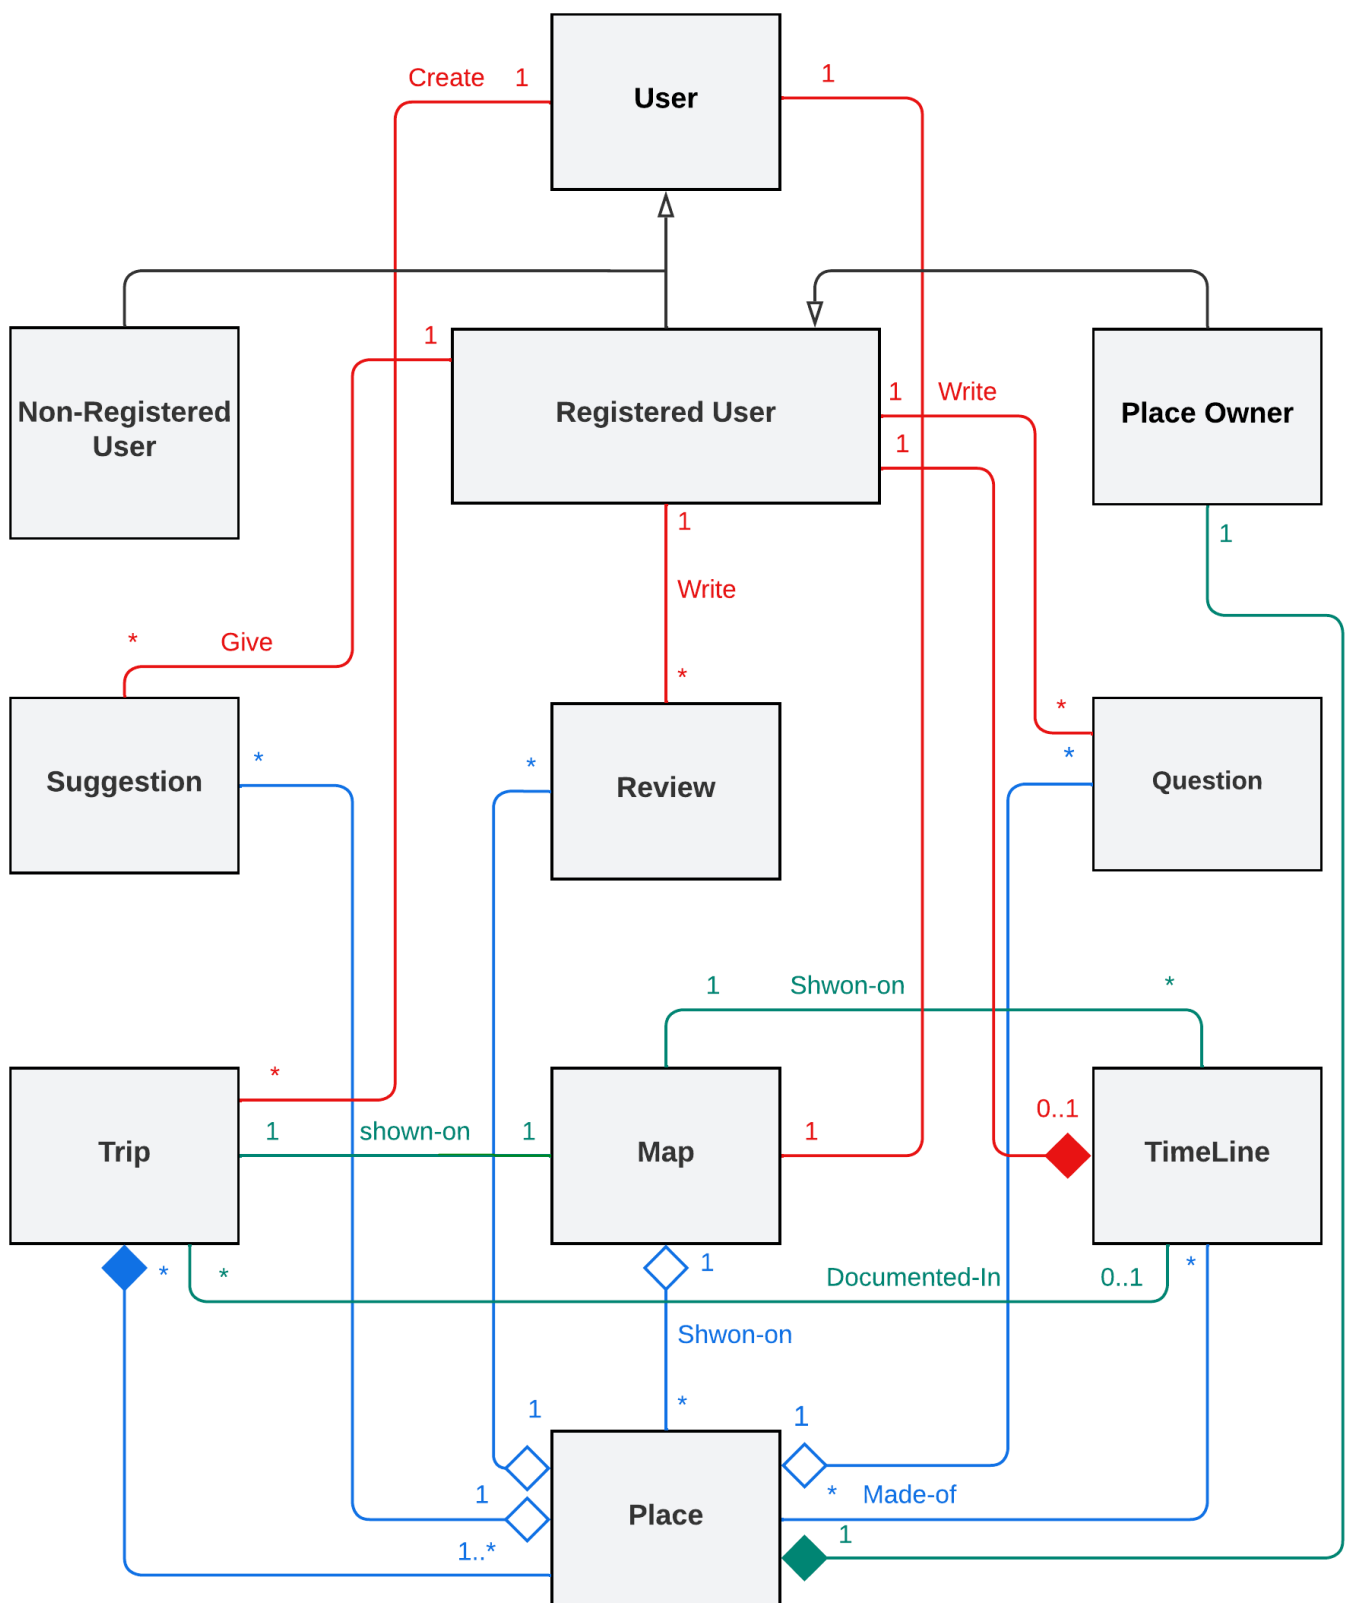 User
Create
1
1
Non-Registered
User
Registered User
Place Owner
1
1
Write
1
1
1
Write
*
Give
*
*
Suggestion
*
*
Review
*
Question
1
Shwon-on
*
*
1
shown-on
1
0..1
1
Trip
Map
TimeLine
*
*
1
Documented-In
0..1
*
Shwon-on
*
1
1
1
*
Made-of
1..*
1
Place